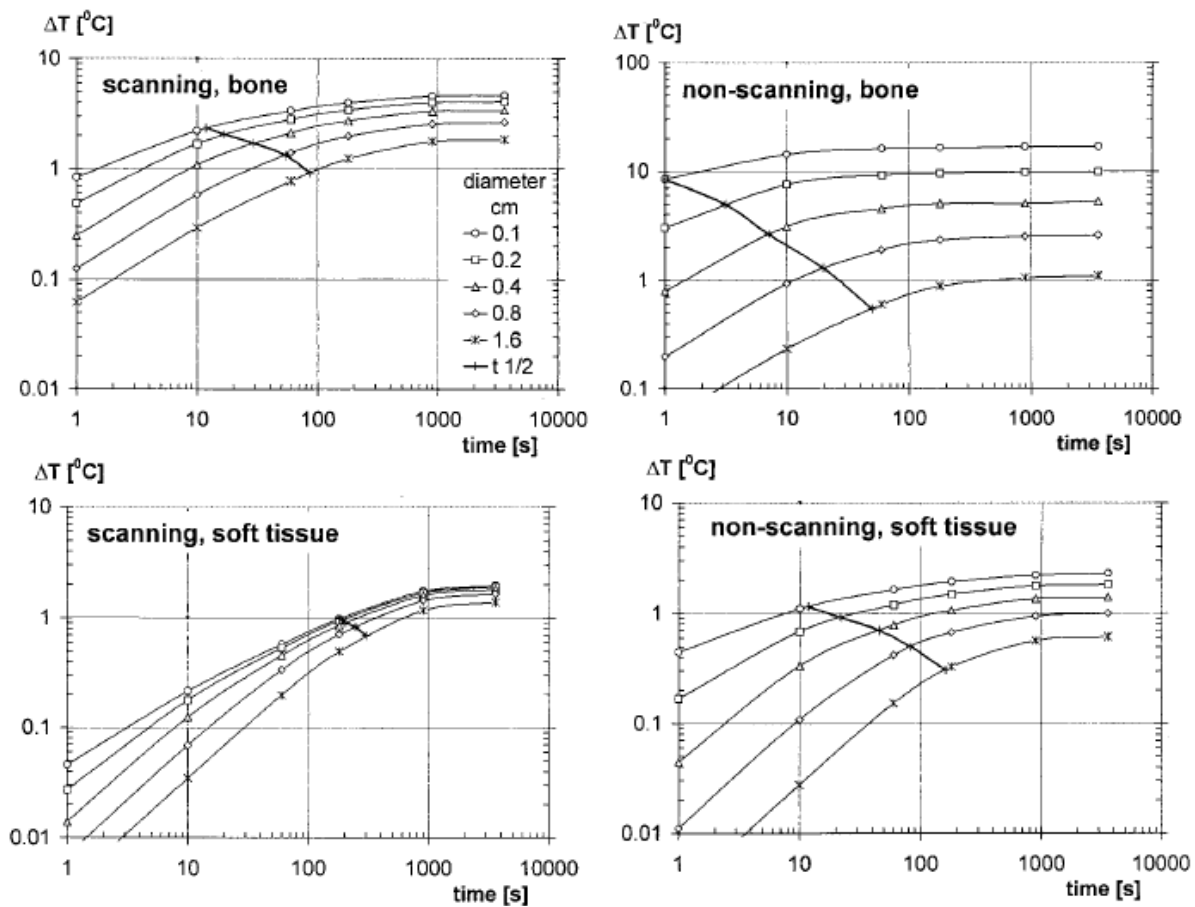 ΔT [⁰C]
10
1
0.1
0.01
scanning, bone
diameter
cm
0.1
0.2
0.4
0.8
1.6
t 1/2
1 10 100 1000 10000
time [s]
ΔT [⁰C]
100
10
1
0.1
non-scanning, bone
1 10 100 1000 10000
time [s]
ΔT [⁰C]
10
1
0.1
0.01
scanning, soft tissue
1 10 100 1000 10000
time [s]
ΔT [⁰C]
10
1
0.1
0.01
non-scanning, soft tissue
1 10 100 1000 10000
time [s]